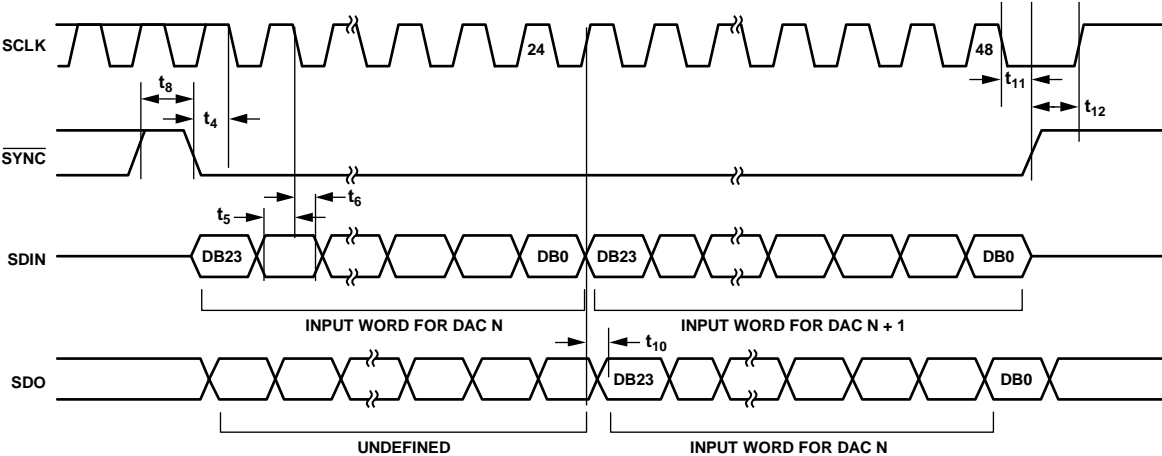 SCLK
24
48
t8
t11
t4
t12
SYNC
t5
t6
SDIN
DB23
DB0
DB23
DB0
INPUT WORD FOR DAC N
INPUT WORD FOR DAC N + 1
t10
SDO
DB23
DB0
UNDEFINED
INPUT WORD FOR DAC N